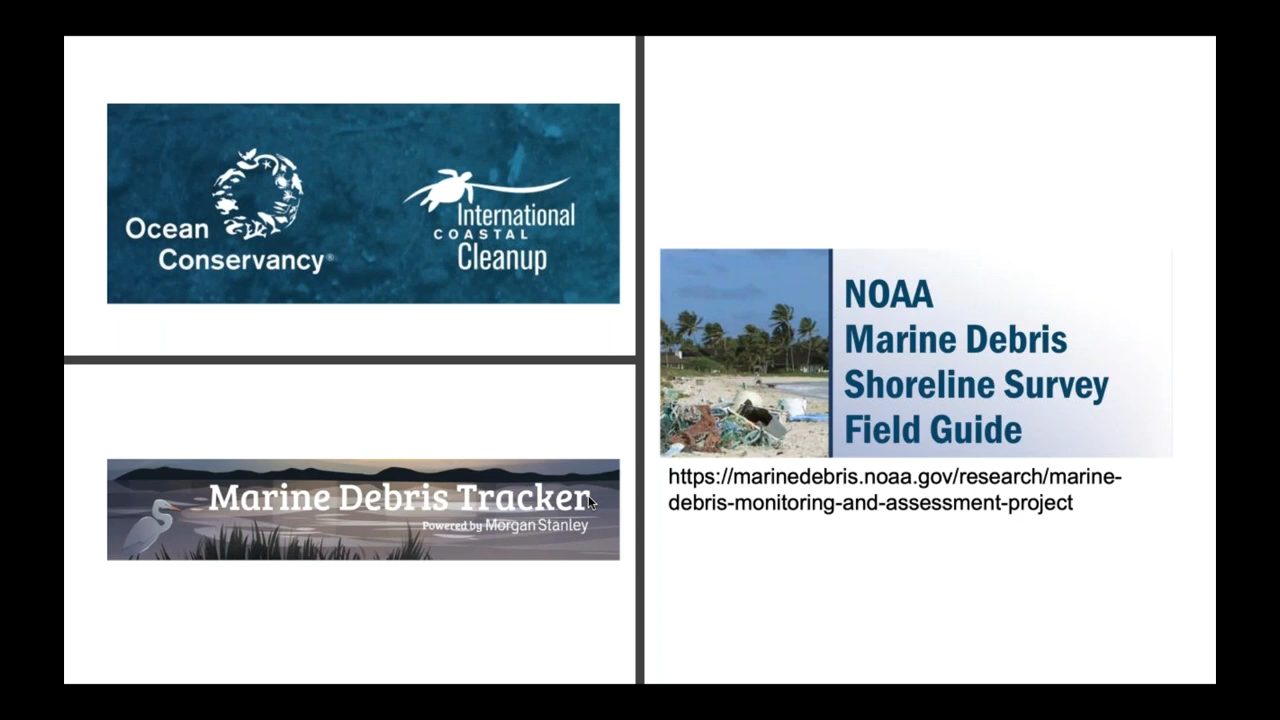 Ocean
Conservancy®
International
COASTAL
Cleanup
Marine Debris Tracker
Powered by Morgan Stanley
NOAA
Marine Debris
Shoreline Survey
Field Guide
https://marinedebris.noaa.gov/research/marine-
debris-monitoring-and-assessment-project